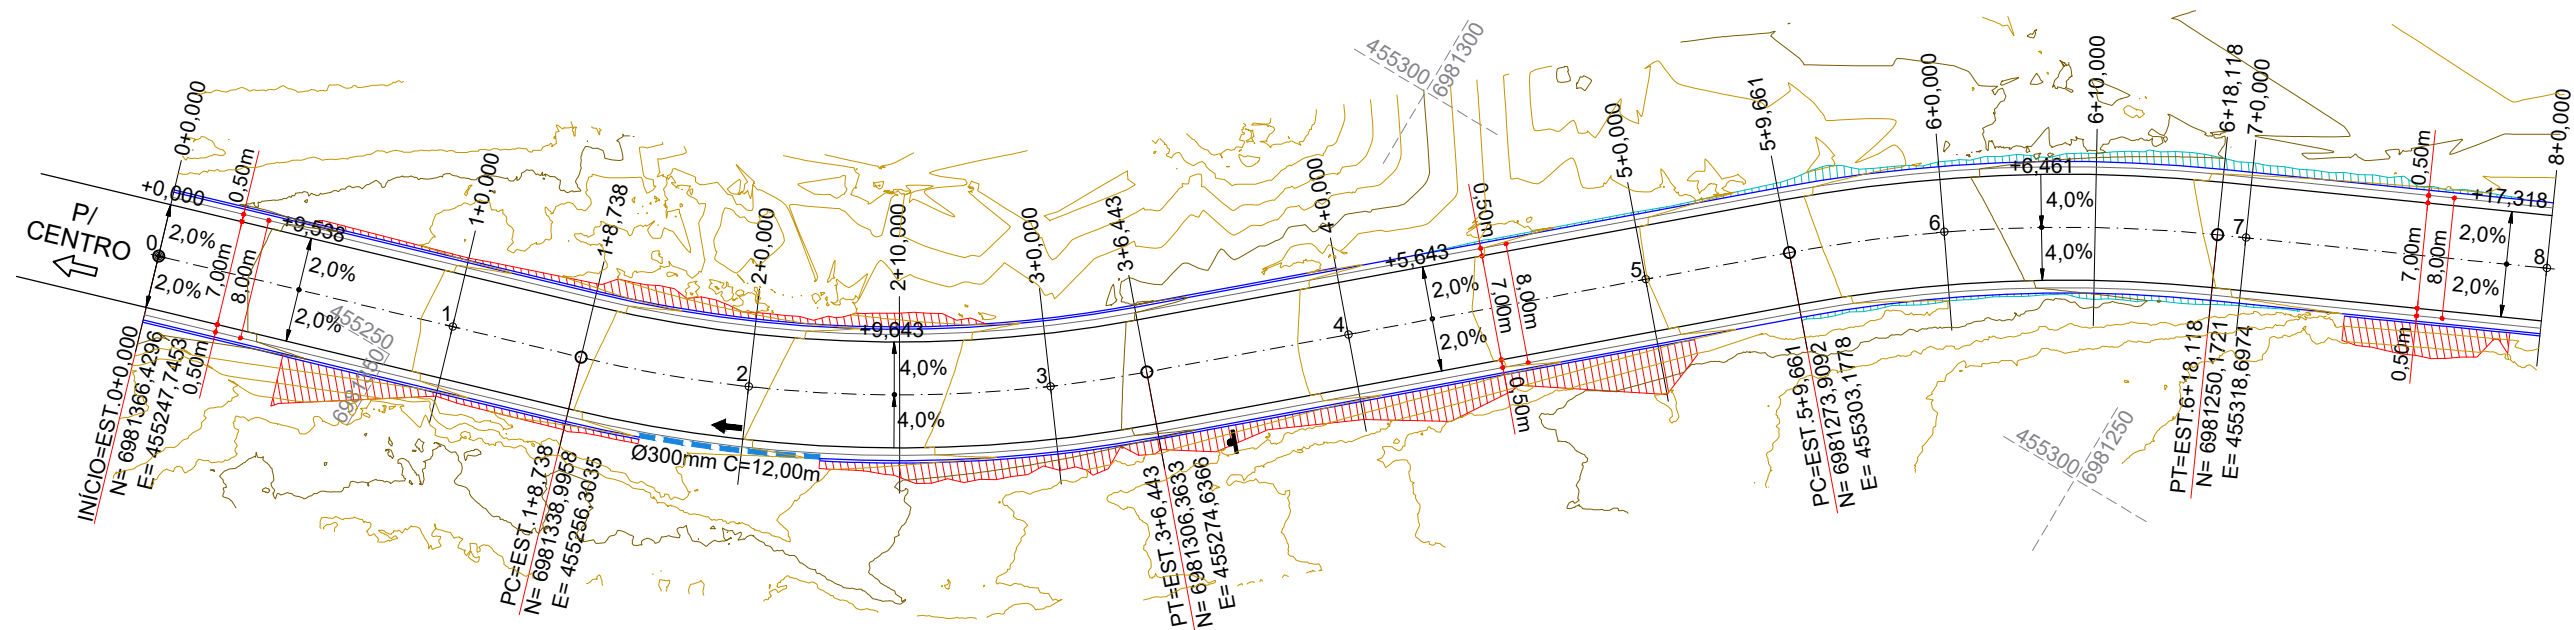 P/
CENTRO
0+0,000
+0,000
0
2,0%
2,0%
0,50m
7,00m
8,00m
0,50m
INÍCIO=EST.0+0,000
N= 6981366,4296
E= 455247,7453
+9,538
2,0%
2,0%
455250
1+0,000
1
1+8,738
PC=EST.1+8,738
N= 6981338,9958
E= 455256,3035
2+0,000
2
Ø300mm C=12,00m
2+10,000
+9,643
4,0%
4,0%
3+0,000
3
3+6,443
PT=EST.3+6,443
N= 6981306,3633
E= 455274,6366
4+0,000
4
455300
6981300
+5,643
2,0%
2,0%
0,50m
7,00m
8,00m
0,50m
5+0,000
5
5+9,661
PC=EST.5+9,661
N= 6981273,9092
E= 455303,1778
6+0,000
6
+6,461
4,0%
4,0%
6+10,000
6+18,118
PT=EST.6+18,118
N= 6981250,1721
E= 455318,6974
7+0,000
7
455300
6981250
0,50m
7,00m
8,00m
0,50m
+17,318
2,0%
2,0%
8+0,000
8